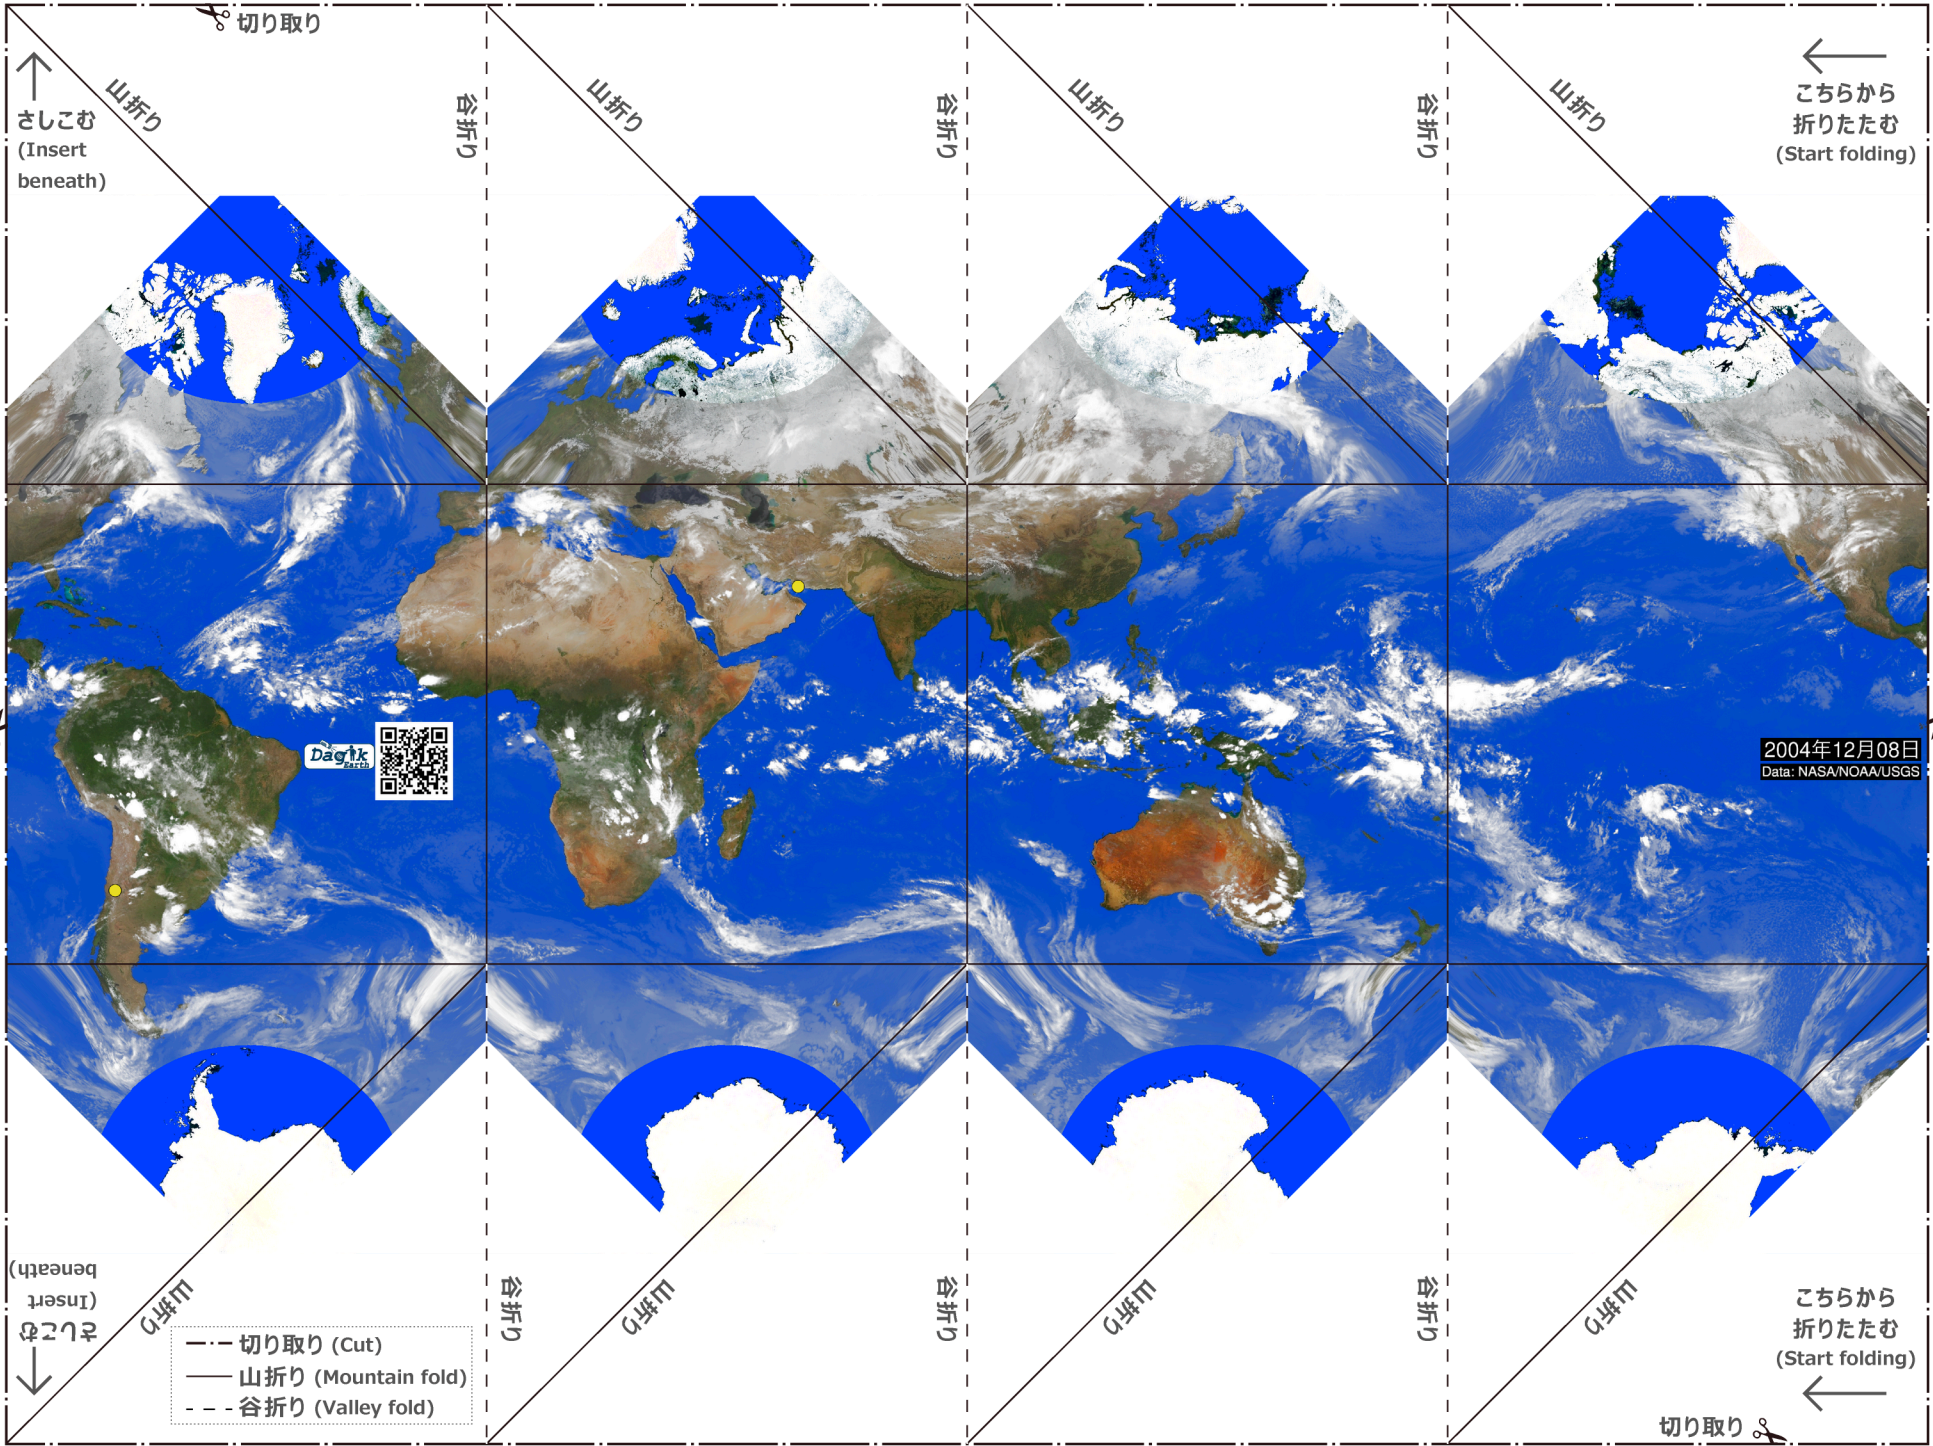 切り取り
山折り
谷折り
山折り
谷折り
山折り
谷折り
山折り
さしこむ
(Insert
beneath)
こちらから
折りたたむ
(Start folding)
Dagik
Earth
2004年12月08日
Data: NASA/NOAA/USGS
さしこむ
(Insert
beneath)
山折り
谷折り
山折り
谷折り
山折り
谷折り
山折り
こちらから
折りたたむ
(Start folding)
切り取り (Cut)
山折り (Mountain fold)
谷折り (Valley fold)
切り取り